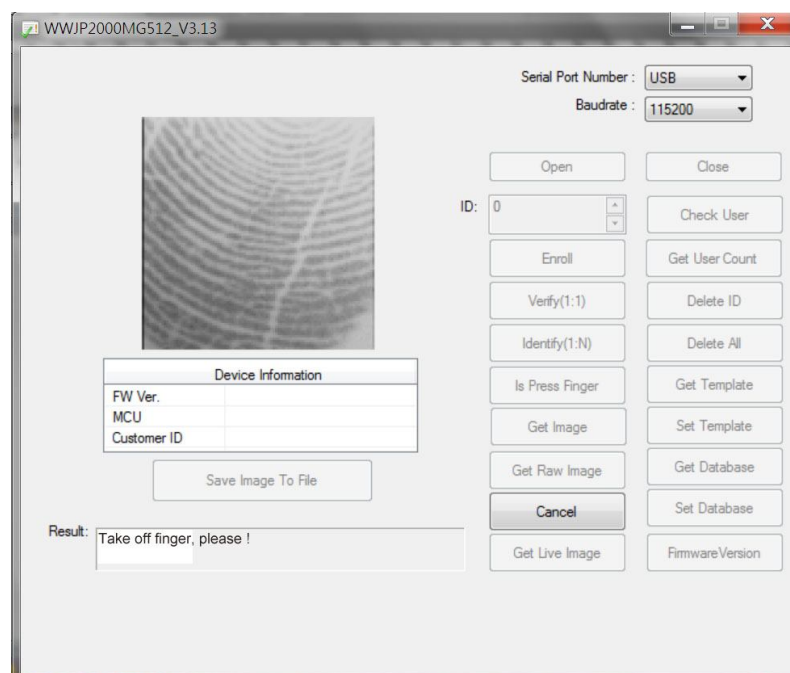 WWJP2000MG512_V3.13
Serial Port Number : USB
Baudrate : 115200
Open Close
ID: 0 Check User
Enroll Get User Count
Verify(1:1) Delete ID
Identify(1:N) Delete All
Device Information
FW Ver.
MCU
Customer ID
Is Press Finger Get Template
Get Image Set Template
Save Image To File
Get Raw Image Get Database
Cancel Set Database
Result: Take off finger, please !
Get Live Image FirmwareVersion